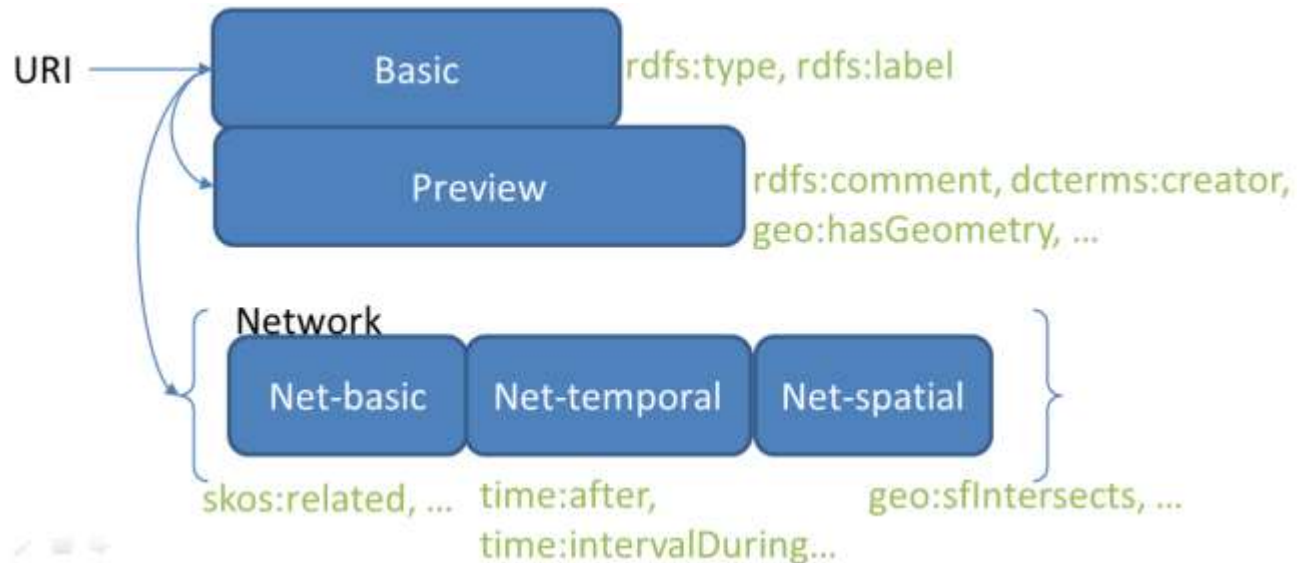 URI
Basic
rdfs:type, rdfs:label
Preview
rdfs:comment, dcterms:creator,
geo:hasGeometry, ...
Network
Net-basic
Net-temporal
Net-spatial
skos:related, ...
time:after,
time:intervalDuring...
geo:sfIntersects, ...